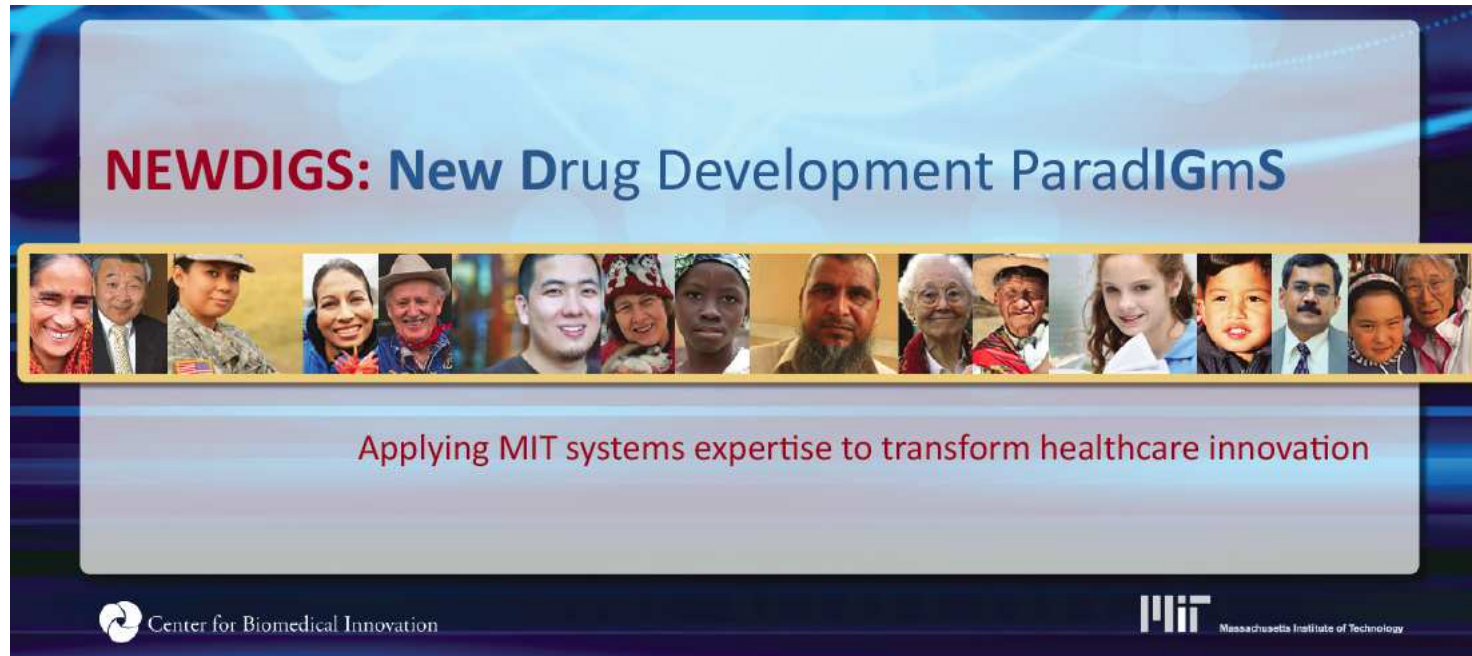 NEWDIGS: New Drug Development ParadIGmS
Applying MIT systems expertise to transform healthcare innovation
Center for Biomedical Innovation
MIT
Massachusetts Institute of Technology